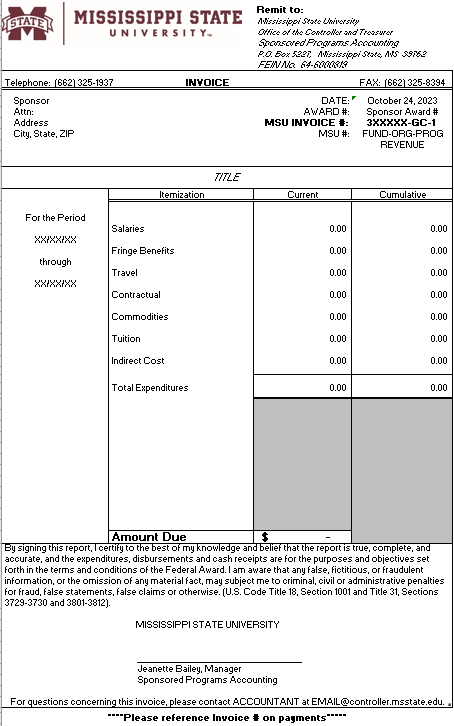 MISSISSIPPI STATE
UNIVERSITY™
Remit to:
Mississippi State University
Office of the Controller and Treasurer
Sponsored Programs Accounting
P.O. Box 5227, Mississippi State, MS 39762
FEIN No. 64-6000819
Telephone: (662) 325-1937 INVOICE FAX: (662) 325-8394
Sponsor DATE: October 24, 2023
Attn: AWARD #: Sponsor Award #
Address MSU INVOICE #: 3XXXXX-GC-1
City, State, ZIP MSU #: FUND-ORG-PROG
REVENUE
TITLE
Itemization Current Cumulative
For the Period
XX/XX/XX
through
XX/XX/XX
Salaries 0.00 0.00
Fringe Benefits 0.00 0.00
Travel 0.00 0.00
Contractual 0.00 0.00
Commodities 0.00 0.00
Tuition 0.00 0.00
Indirect Cost 0.00 0.00
Total Expenditures 0.00 0.00
Amount Due $ -
By signing this report, I certify to the best of my knowledge and belief that the report is true, complete, and
accurate, and the expenditures, disbursements and cash receipts are for the purposes and objectives set
forth in the terms and conditions of the Federal Award. I am aware that any false, fictitious, or fraudulent
information, or the omission of any material fact, may subject me to criminal, civil or administrative penalties
for fraud, false statements, false claims or otherwise. (U.S. Code Title 18, Section 1001 and Title 31, Sections
3729-3730 and 3801-3812).
MISSISSIPPI STATE UNIVERSITY
Jeanette Bailey, Manager
Sponsored Programs Accounting
For questions concerning this invoice, please contact ACCOUNTANT at EMAIL@controller.msstate.edu.
****Please reference Invoice # on payments*****